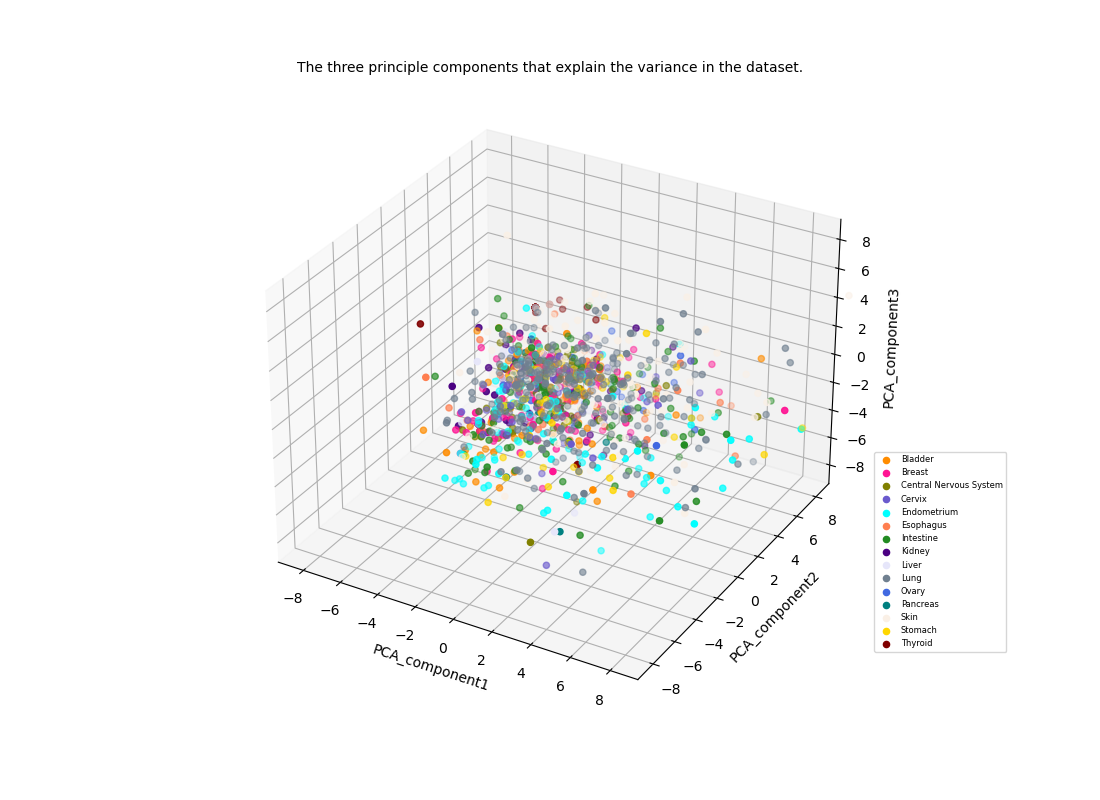 The three principle components that explain the variance in the dataset.
8
6
4
2
0
−2
−4
−6
−8
PCA_component3
8
6
4
2
0
−2
−4
−6
−8
PCA_component2
−8
−6
−4
−2
0
2
4
6
8
PCA_component1
Bladder
Breast
Central Nervous System
Cervix
Endometrium
Esophagus
Intestine
Kidney
Liver
Lung
Ovary
Pancreas
Skin
Stomach
Thyroid